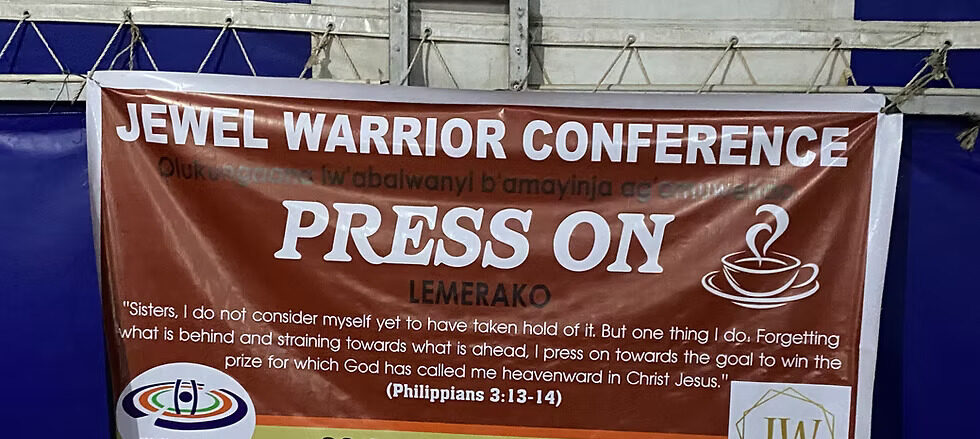 JEWEL WARRIOR CONFERENCE
Olukungaana lw'abalwanyi b'amayinja ag'omuwendo
PRESS ON
LEMERAKO
"Sisters, I do not consider myself yet to have taken hold of it. But one thing I do. Forgetting
what is behind and straining towards what is ahead, I press on towards the goal to win the
prize for which God has called me heavenward in Christ Jesus."
(Philippians 3:13-14)
JW